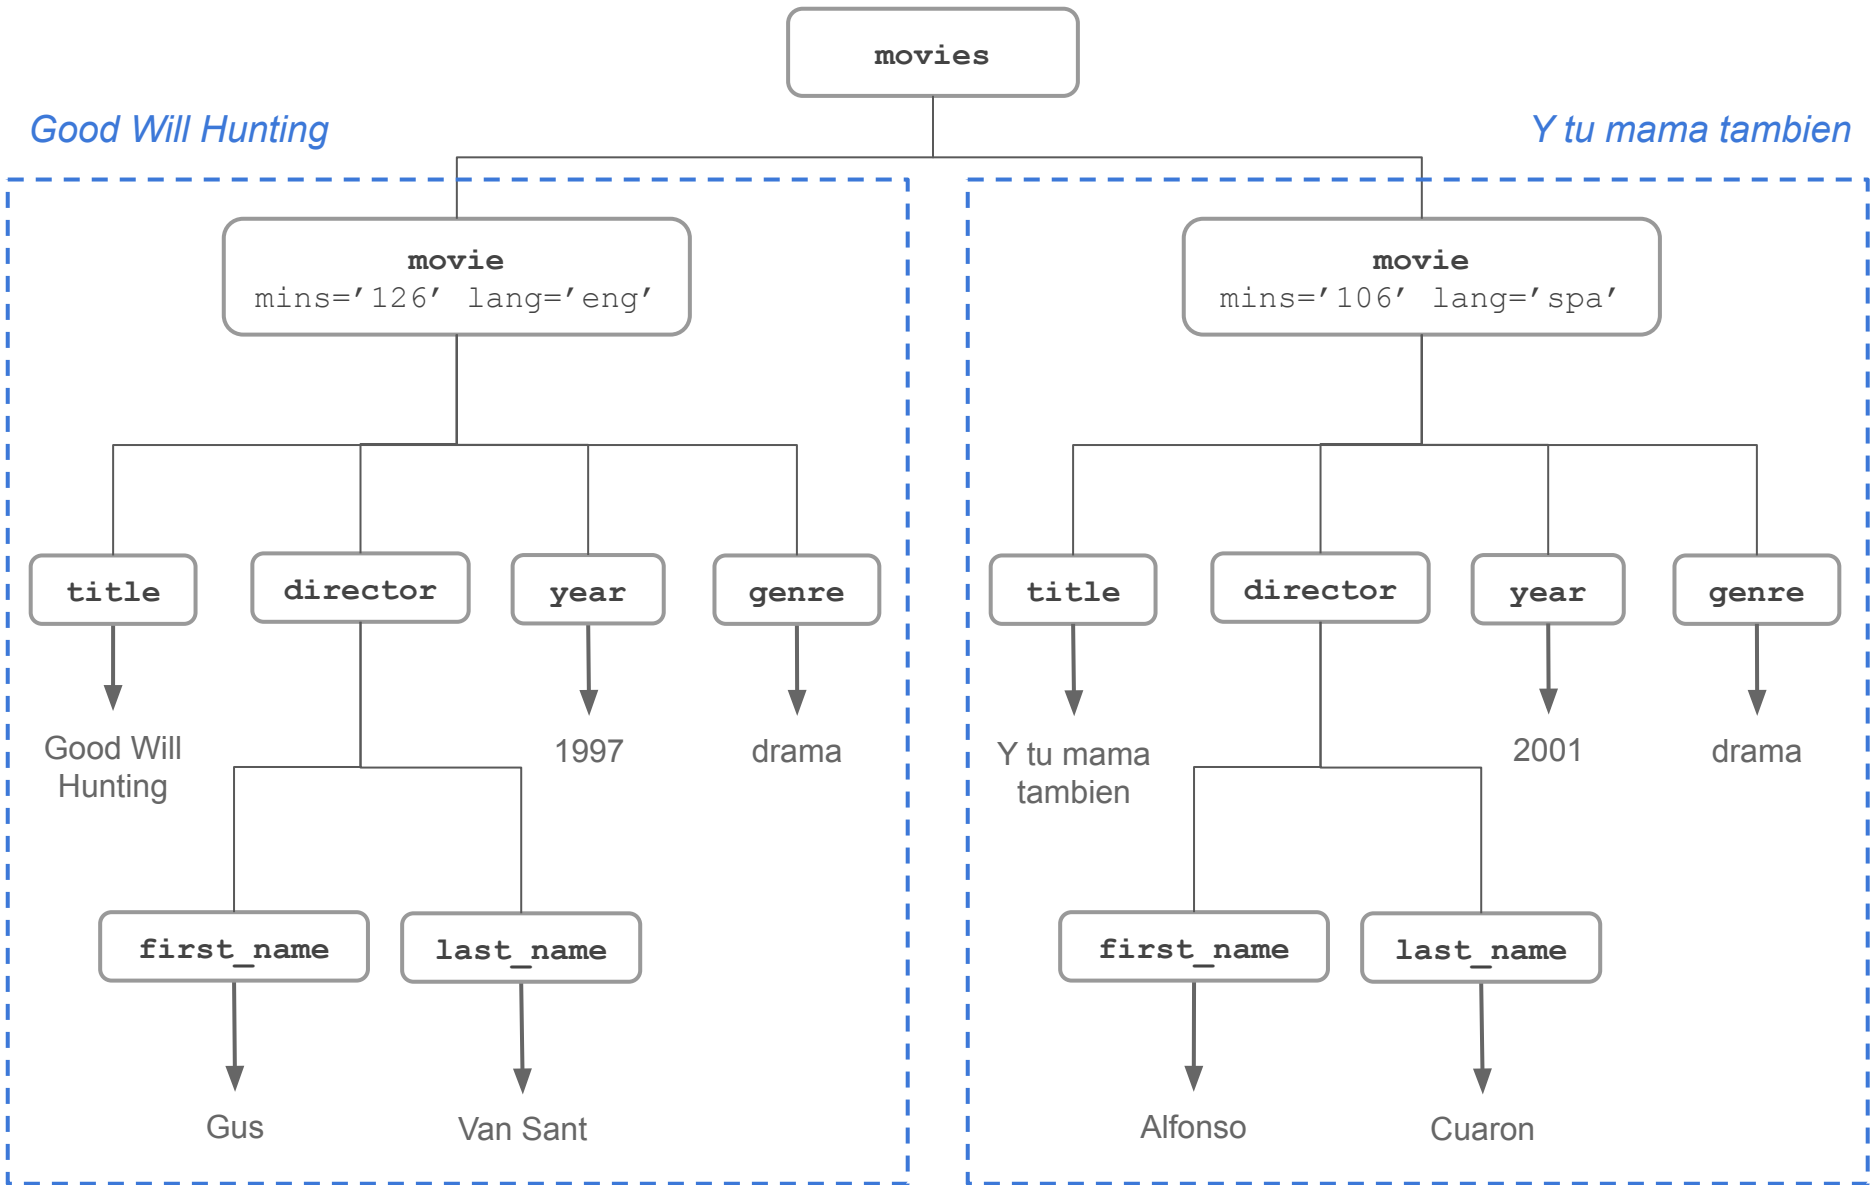 movies
Good Will Hunting
Y tu mama tambien
movie
mins=’126’ lang=’eng’
movie
mins=’106’ lang=’spa’
title
director
year
genre
title
director
year
genre
Good Will
Hunting
1997
drama
Y tu mama
tambien
2001
drama
first_name
last_name
first_name
last_name
Gus
Van Sant
Alfonso
Cuaron